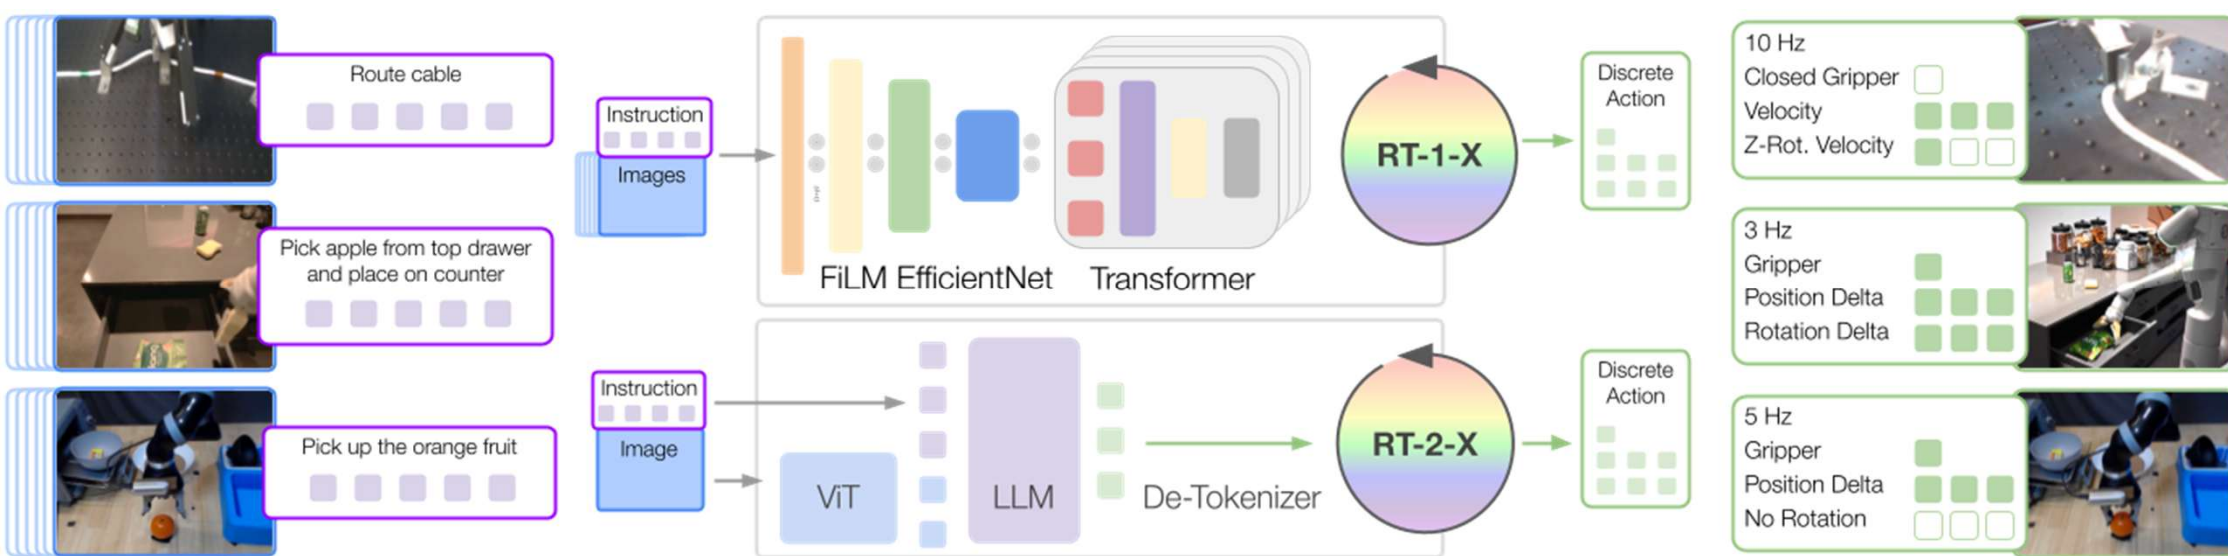 Route cable
Pick apple from top drawer
and place on counter
Pick up the orange fruit
Instruction
Images
FiLM EfficientNet
Transformer
RT-1-X
Discrete
Action
Instruction
Image
ViT
LLM
De-Tokenizer
RT-2-X
Discrete
Action
10 Hz
Closed Gripper
Velocity
Z-Rot. Velocity
3 Hz
Gripper
Position Delta
Rotation Delta
5 Hz
Gripper
Position Delta
No Rotation